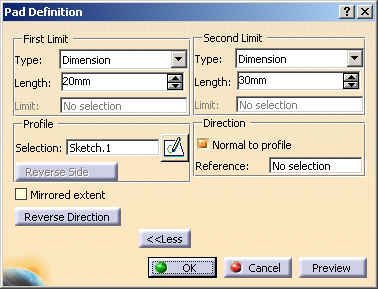 Pad Definition
First Limit
Type: Dimension
Length: 20mm
Limit: No selection
Second Limit
Type: Dimension
Length: 30mm
Limit: No selection
Profile
Selection: Sketch.1
Reverse Side
Direction
Normal to profile
Reference: No selection
Mirrored extent
Reverse Direction
<<Less
OK Cancel Preview